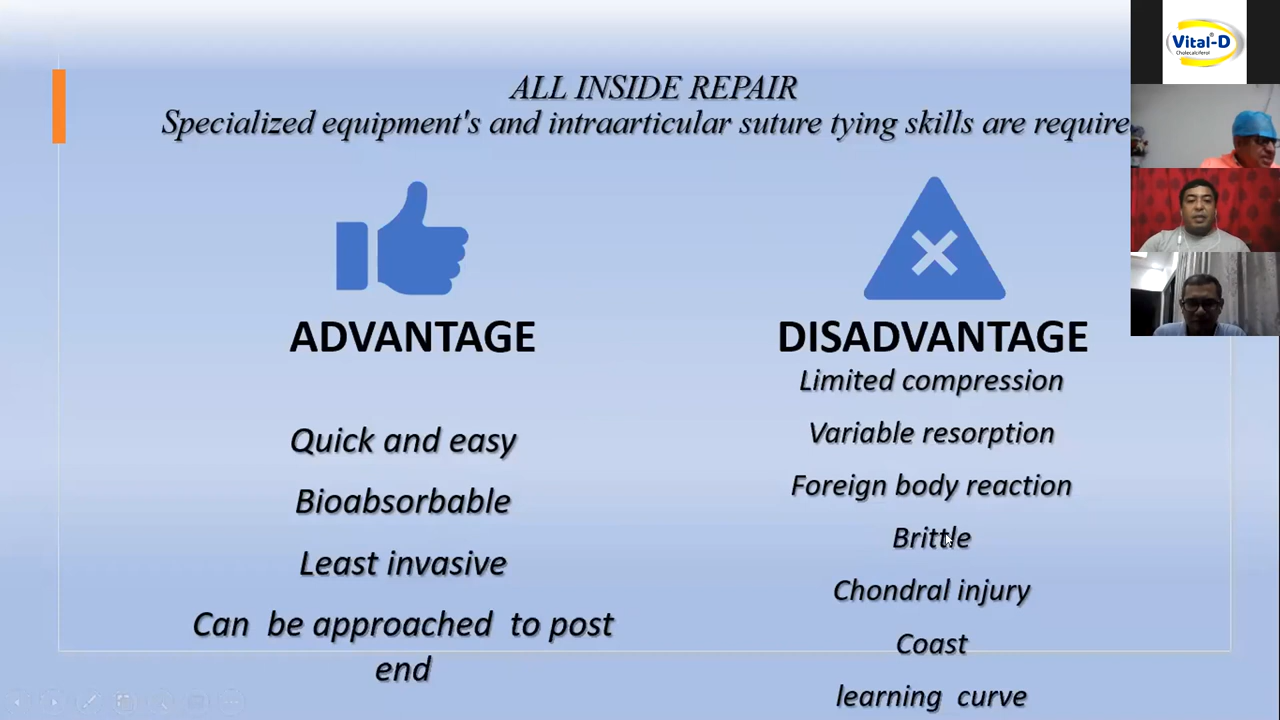 ALL INSIDE REPAIR
Specialized equipment's and intraarticular suture tying skills are require
Vital-D
Cholecalciferol
ADVANTAGE
Quick and easy
Bioabsorbable
Least invasive
Can be approached to post
end
DISADVANTAGE
Limited compression
Variable resorption
Foreign body reaction
Brittle
Chondral injury
Coast
learning curve